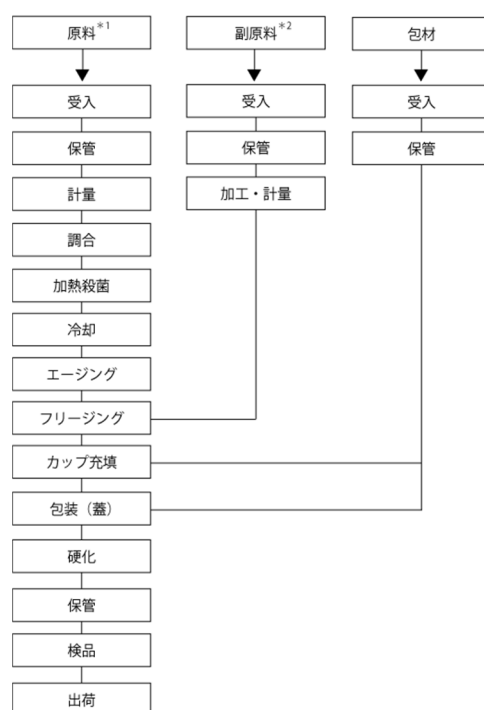 原料*1
受入
保管
計量
調合
加熱殺菌
冷却
エージング
フリージング
カップ充填
包装（蓋）
硬化
保管
検品
出荷
副原料*2
受入
保管
加工・計量
包材
受入
保管